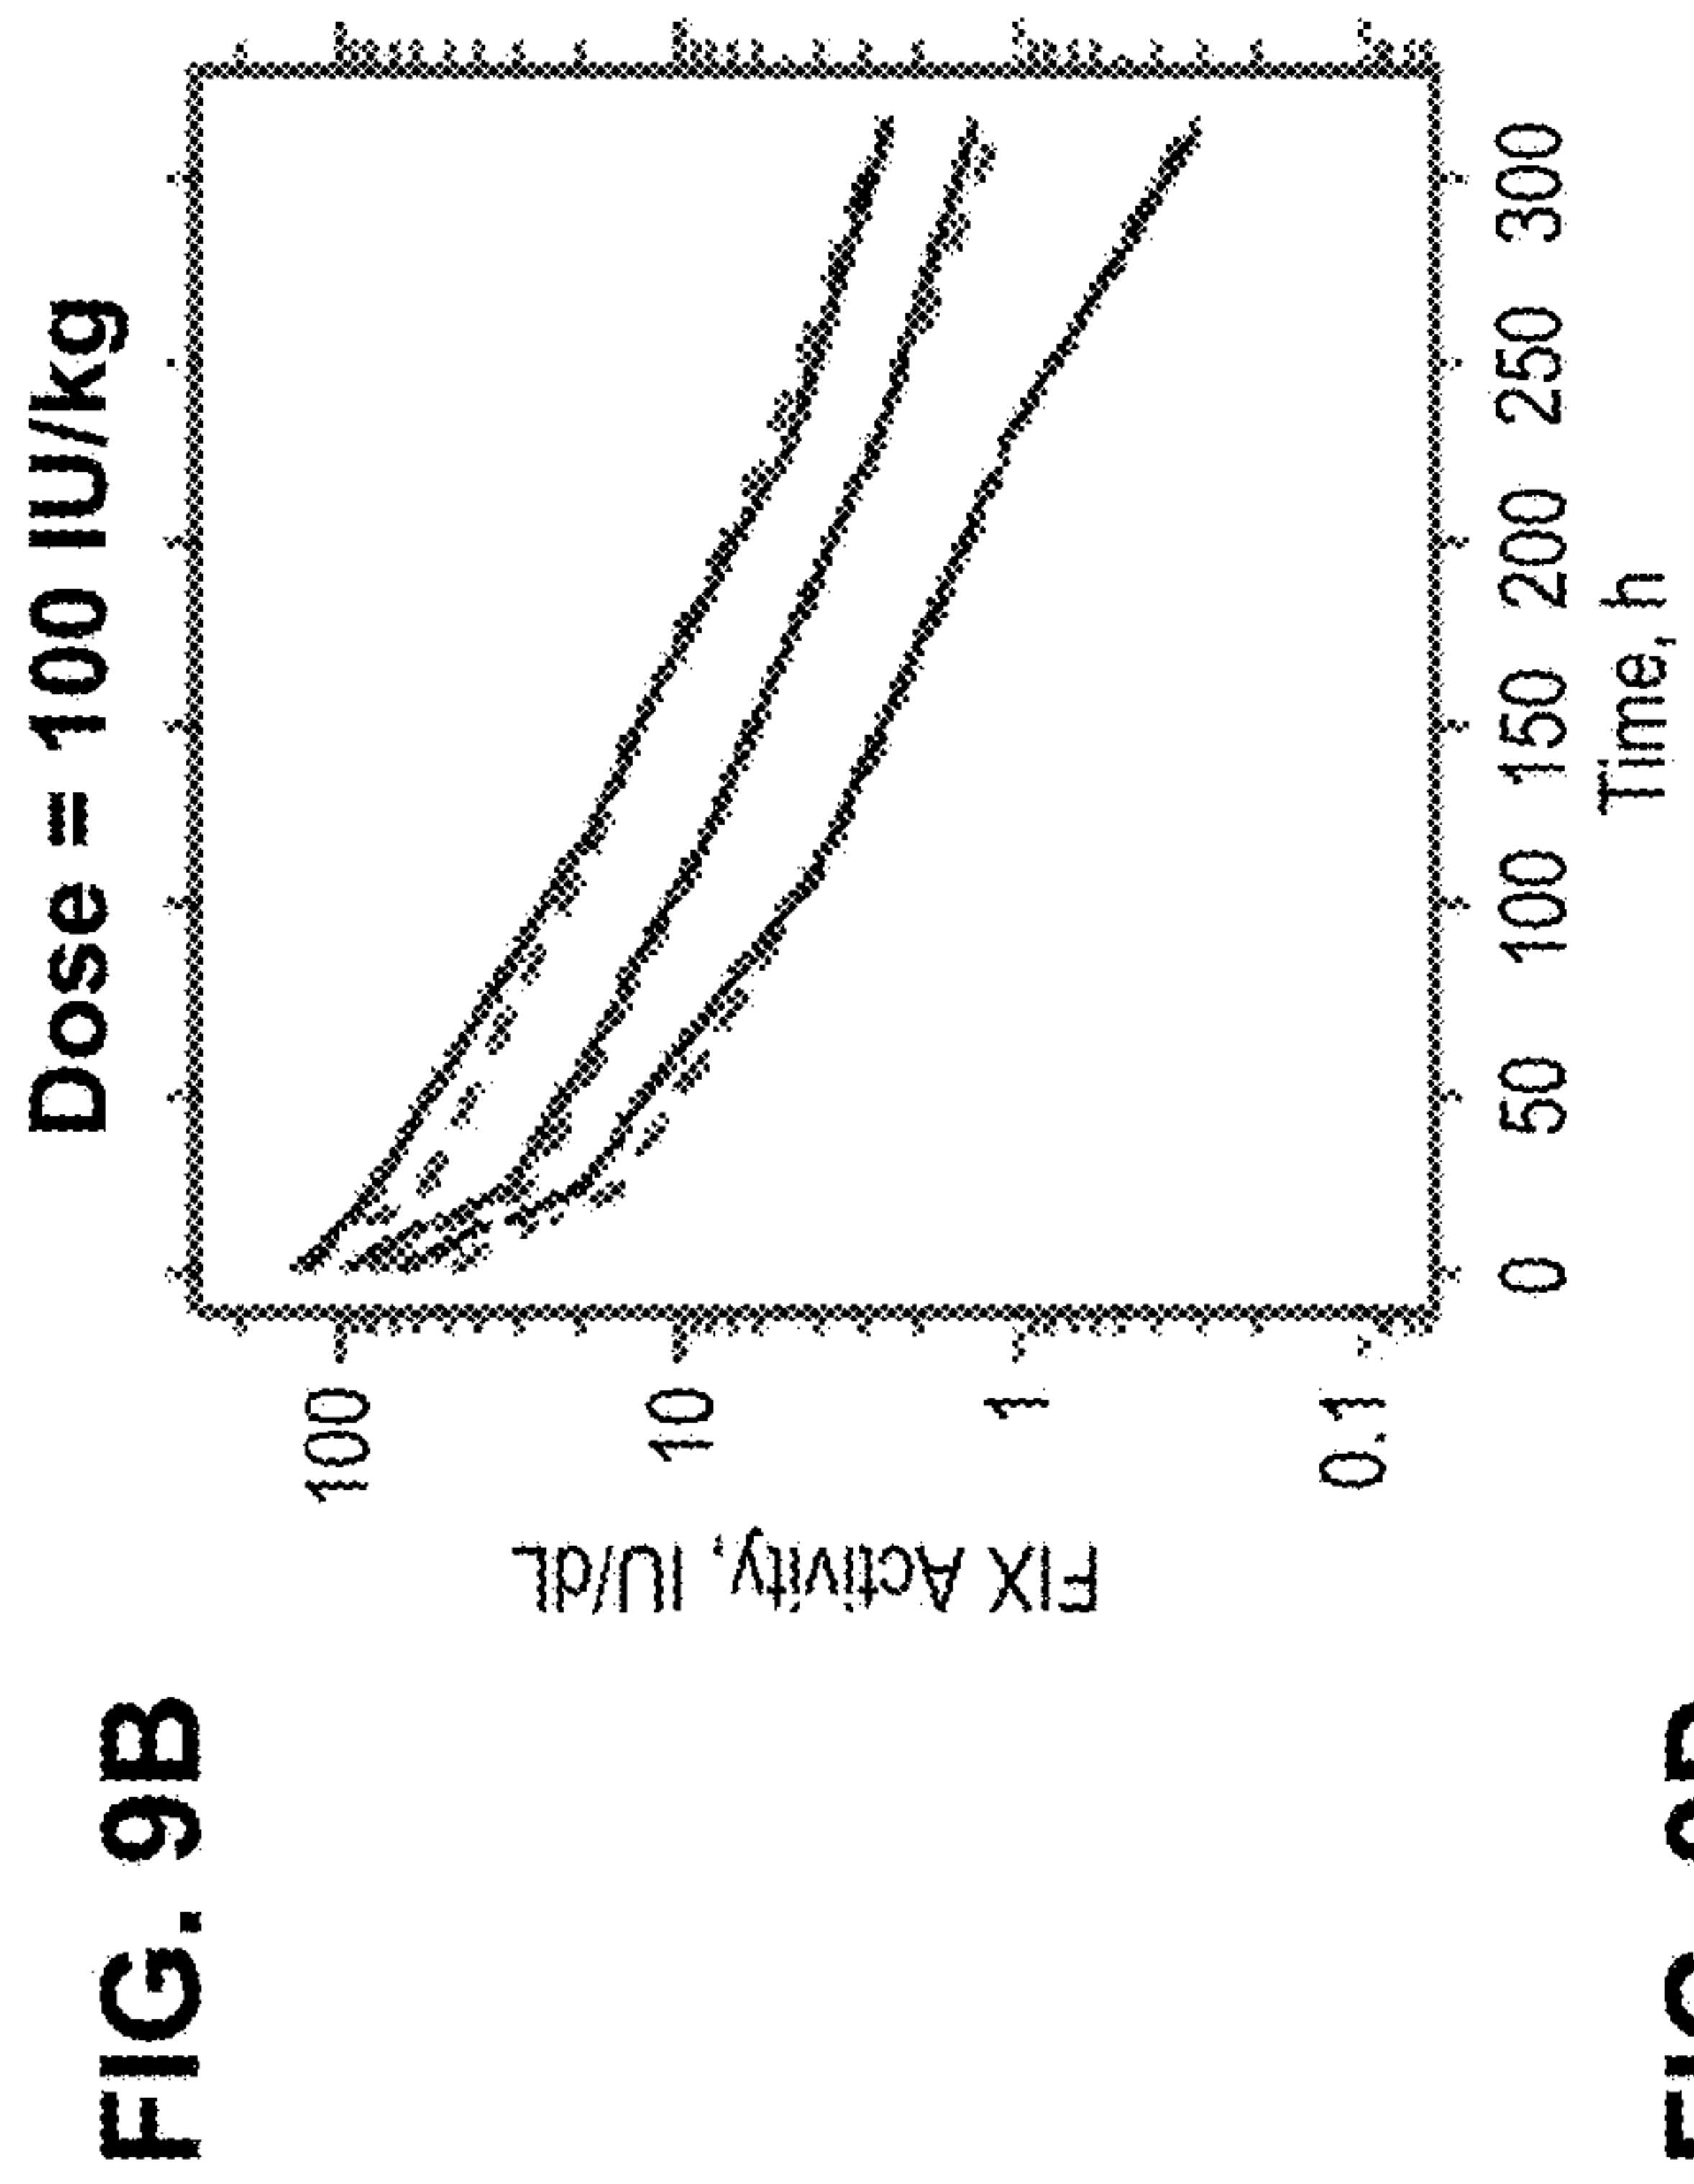 FIG. 9B
Dose = 100 IU/kg
FIX Activity, IU/dL
100
10
1
0.1
0 50 100 150 200 250 300
Time, h